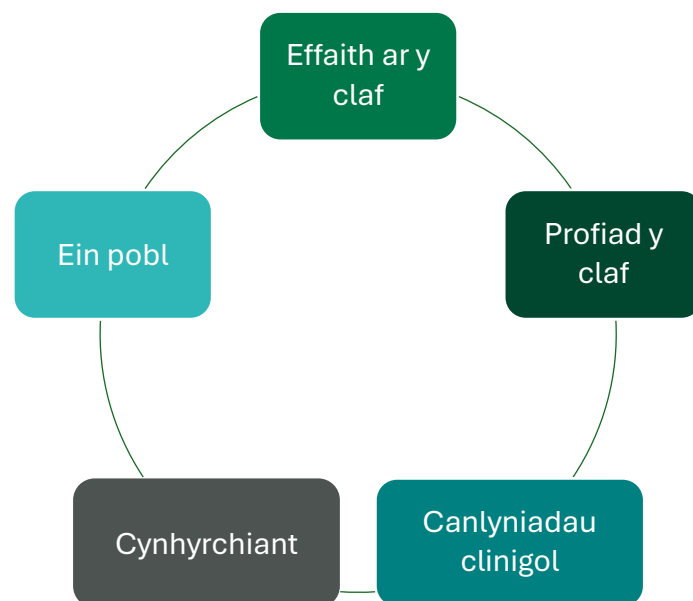 Effaith ar y
claf
Profiad y
claf
Canlyniadau
clinigol
Cynhyrchiant
Ein pobl